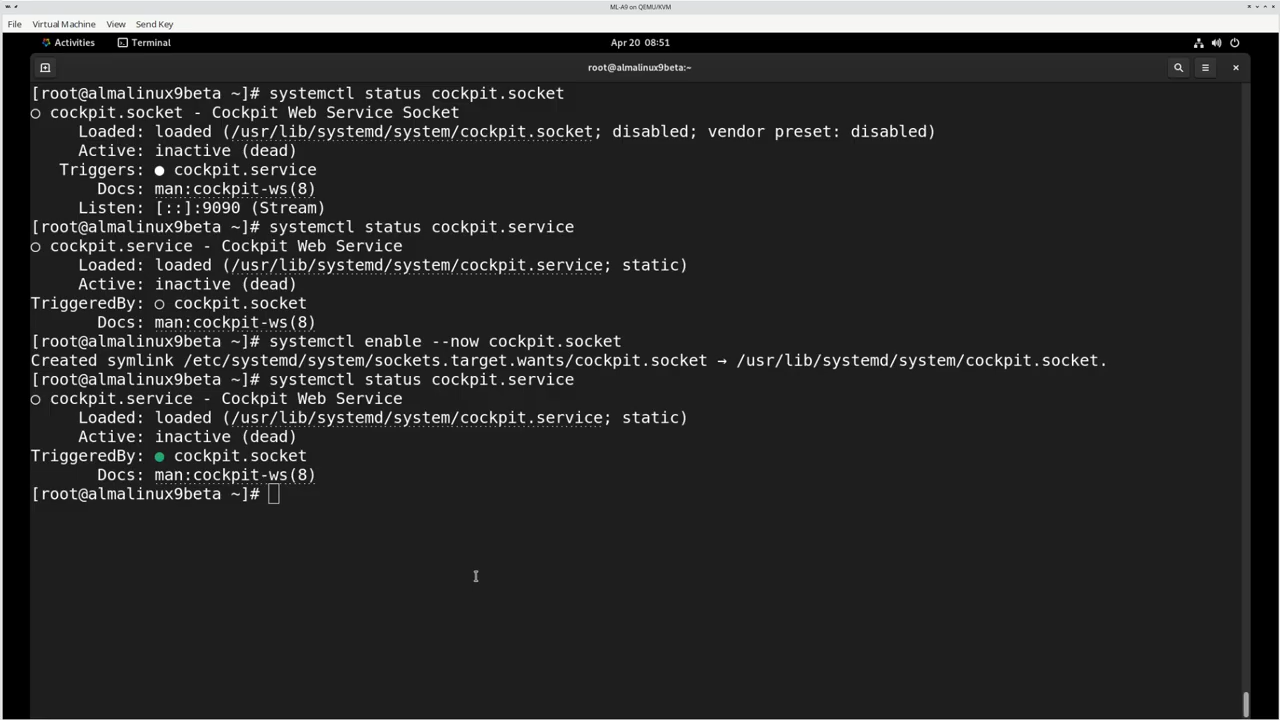 ML-A9 on QEMU/KVM
File Virtual Machine View Send Key
Activities Terminal Apr 20 08:51
root@almalinux9beta:~
[root@almalinux9beta ~]# systemctl status cockpit.socket
○ cockpit.socket - Cockpit Web Service Socket
Loaded: loaded (/usr/lib/systemd/system/cockpit.socket; disabled; vendor preset: disabled)
Active: inactive (dead)
Triggers: ● cockpit.service
Docs: man:cockpit-ws(8)
Listen: [::]:9090 (Stream)
[root@almalinux9beta ~]# systemctl status cockpit.service
○ cockpit.service - Cockpit Web Service
Loaded: loaded (/usr/lib/systemd/system/cockpit.service; static)
Active: inactive (dead)
TriggeredBy: ○ cockpit.socket
Docs: man:cockpit-ws(8)
[root@almalinux9beta ~]# systemctl enable --now cockpit.socket
Created symlink /etc/systemd/system/sockets.target.wants/cockpit.socket → /usr/lib/systemd/system/cockpit.socket.
[root@almalinux9beta ~]# systemctl status cockpit.service
○ cockpit.service - Cockpit Web Service
Loaded: loaded (/usr/lib/systemd/system/cockpit.service; static)
Active: inactive (dead)
TriggeredBy: ● cockpit.socket
Docs: man:cockpit-ws(8)
[root@almalinux9beta ~]#